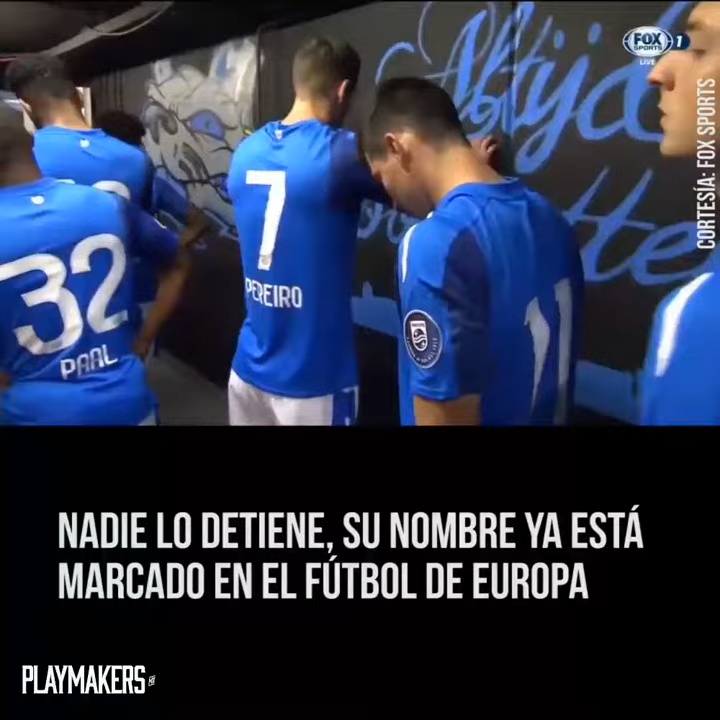 FOX
SPORTS 1
LIVE
CORTESÍA: FOX SPORTS
Altijd
7
PEREIRO
32
PAAL
11
NADIE LO DETIENE, SU NOMBRE YA ESTÁ
MARCADO EN EL FÚTBOL DE EUROPA
PLAYMAKERS